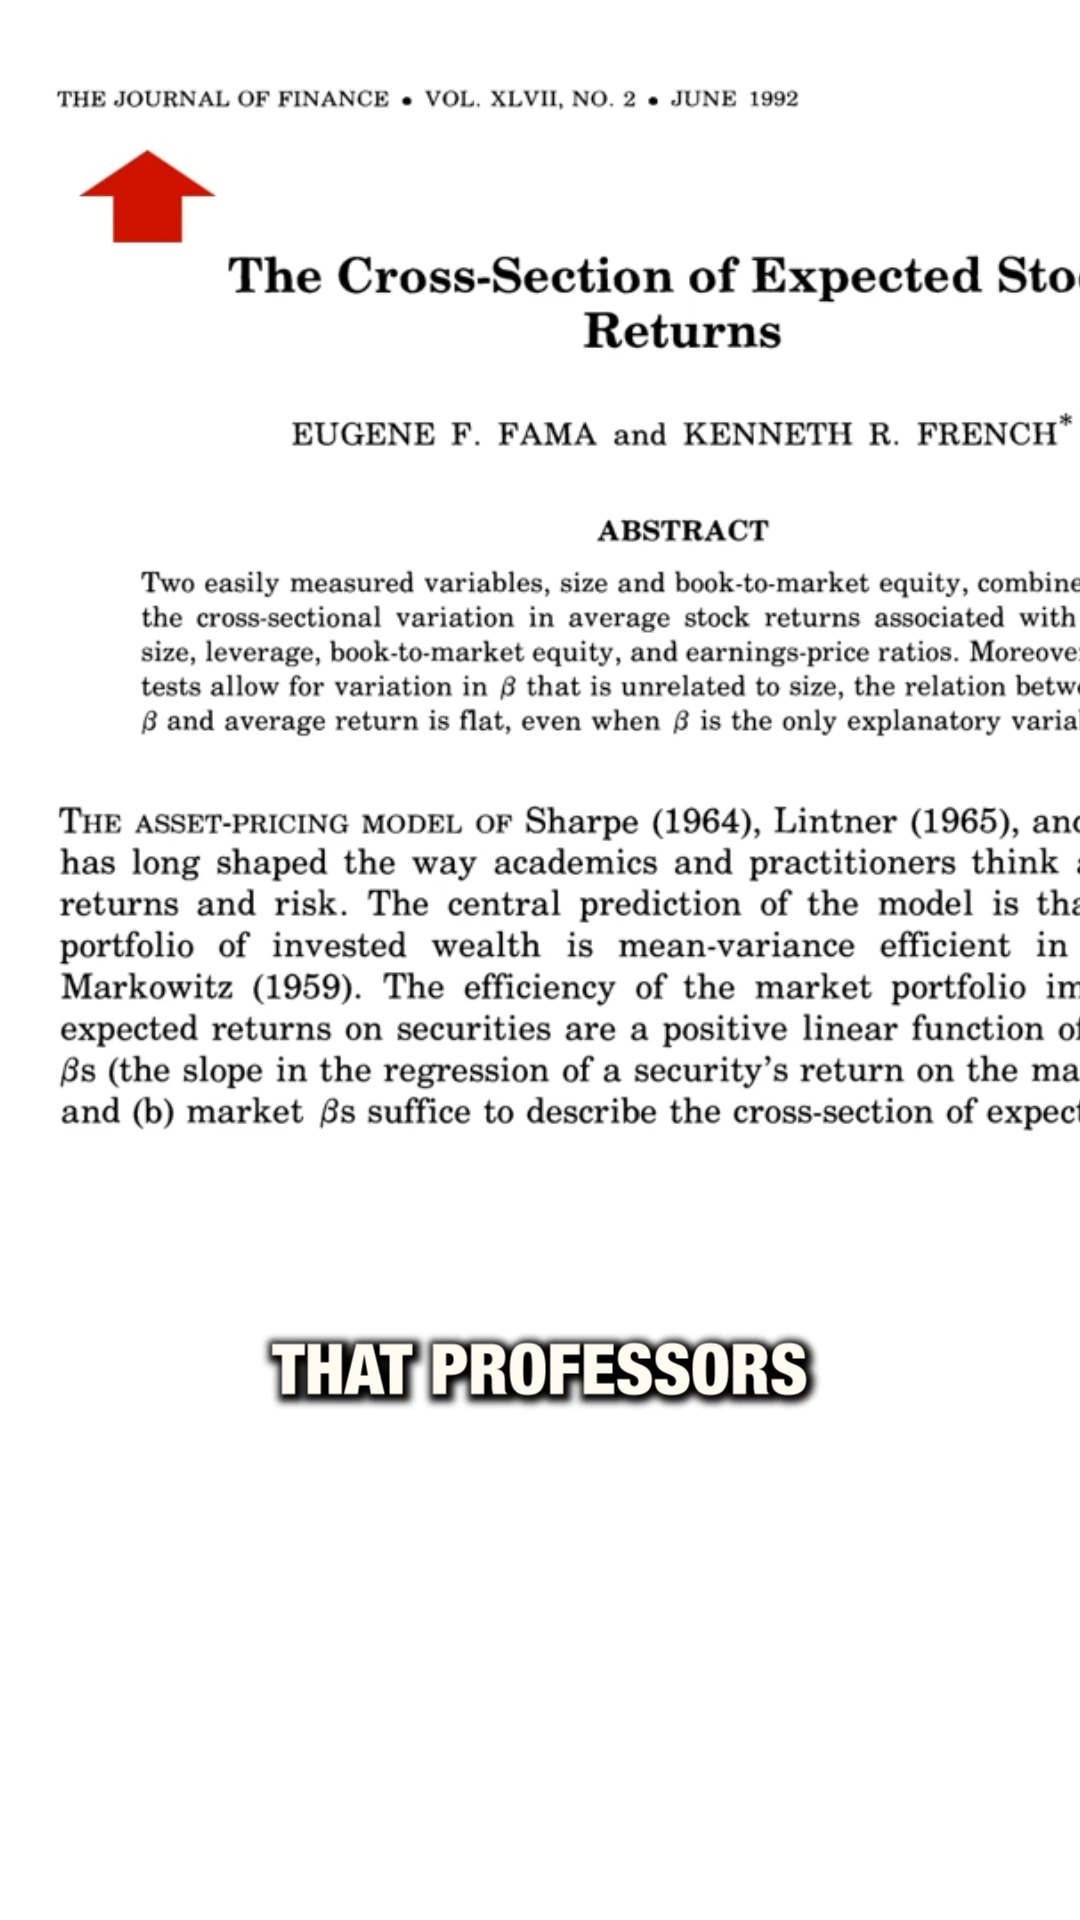 THE JOURNAL OF FINANCE • VOL. XLVII, NO. 2 • JUNE 1992
The Cross-Section of Expected Sto
Returns
EUGENE F. FAMA and KENNETH R. FRENCH*
ABSTRACT
Two easily measured variables, size and book-to-market equity, combine
the cross-sectional variation in average stock returns associated with
size, leverage, book-to-market equity, and earnings-price ratios. Moreove
tests allow for variation in β that is unrelated to size, the relation betw
β and average return is flat, even when β is the only explanatory varia
THE ASSET-PRICING MODEL OF Sharpe (1964), Lintner (1965), and
has long shaped the way academics and practitioners think a
returns and risk. The central prediction of the model is tha
portfolio of invested wealth is mean-variance efficient in
Markowitz (1959). The efficiency of the market portfolio im
expected returns on securities are a positive linear function of
βs (the slope in the regression of a security's return on the ma
and (b) market βs suffice to describe the cross-section of expect
THAT PROFESSORS